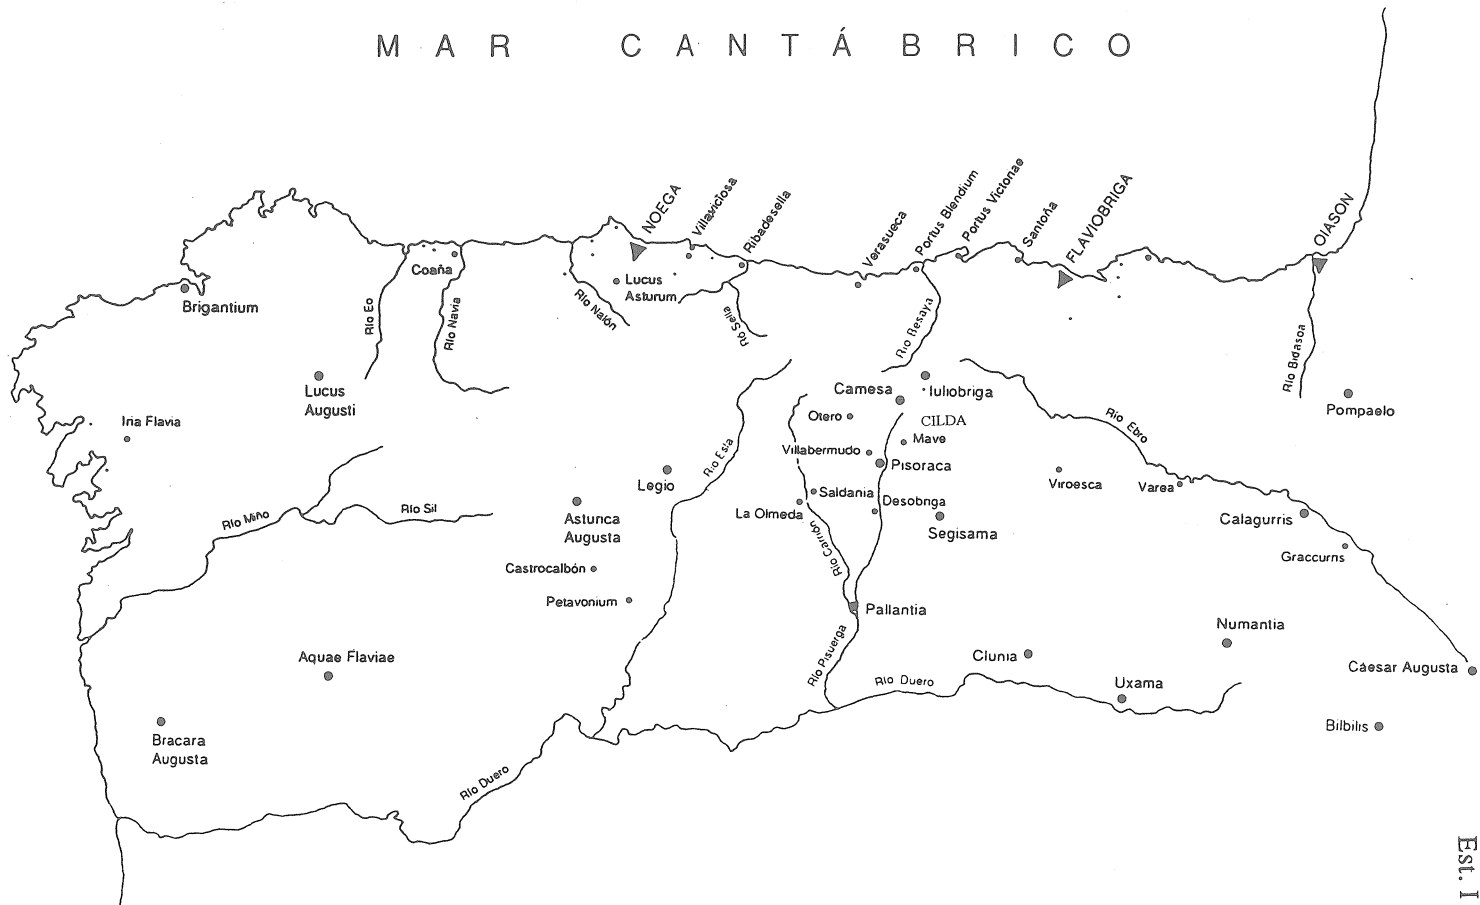 MAR CANTÁBRICO
NOEGA
Villaviciosa
Ribadesella
Verasueca
Portus Blendium
Portus Victoriae
Santoña
FLAVIOBRIGA
OIASON
Coaña
Lucus
Asturum
Brigantium
Río Eo
Río Navia
Río Nalón
Río Sella
Río Besaya
Río Bidasoa
Lucus
Augusti
Camesa
Iuliobriga
Pompaelo
Iria Flavia
Otero
CILDA
Río Ebro
Mave
Villabermudo
Pisoraca
Río Esla
Legio
Saldania
Desobriga
Viroesca
Varea
La Olmeda
Segisama
Calagurris
Río Miño
Río Sil
Asturica
Augusta
Río Carrión
Graccurris
Castrocalbón
Petavonium
Pallantia
Numantia
Aquae Flaviae
Río Pisuerga
Clunia
Caesar Augusta
Río Duero
Uxama
Bilbilis
Bracara
Augusta
Río Duero
Est. I